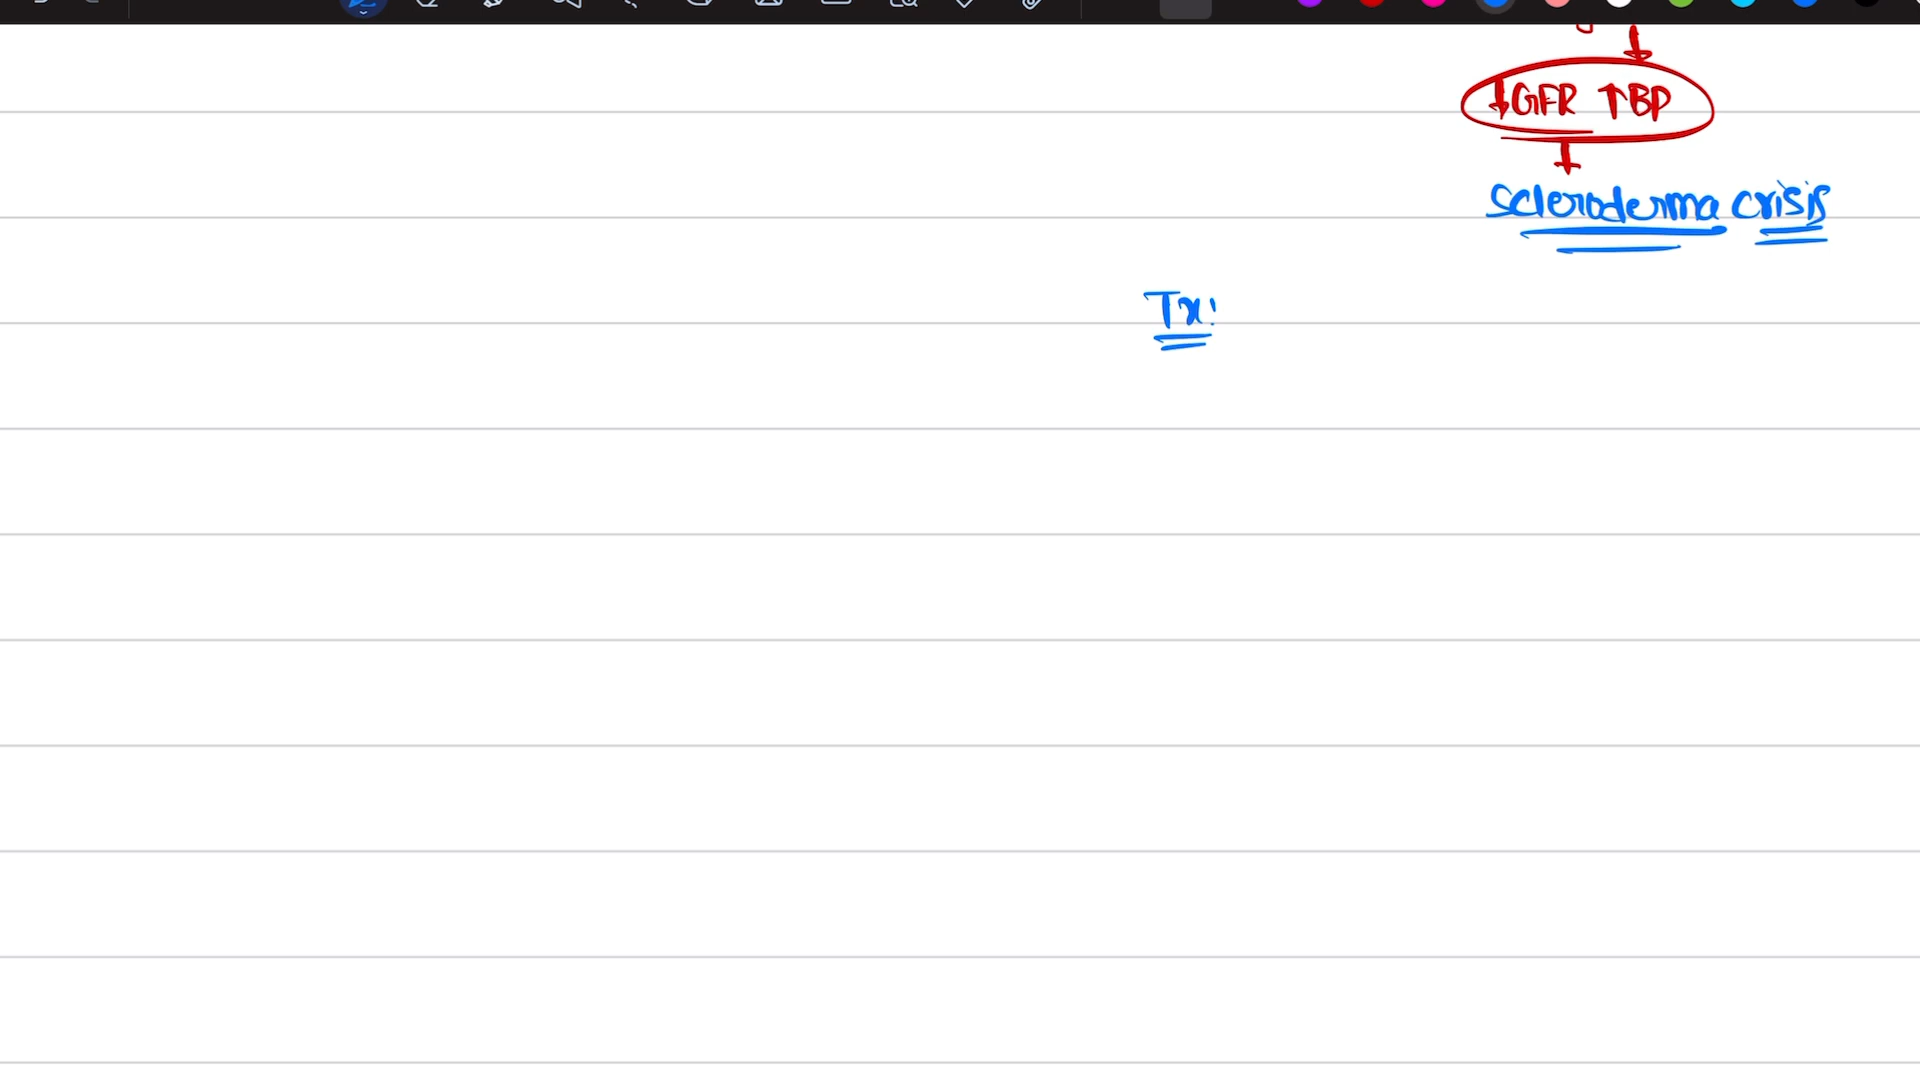 ↓GFR ↑BP
scleroderma crisis
Tx: